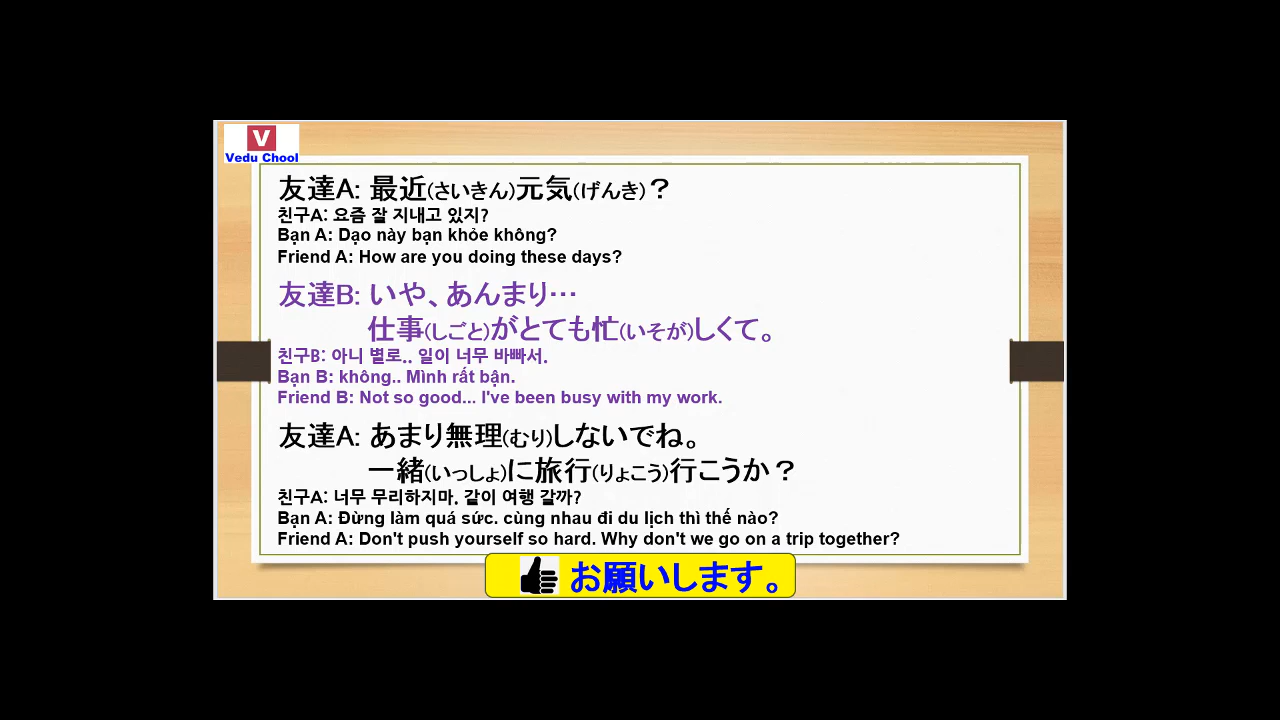 V
Vedu Chool
友達A: 最近(さいきん)元気(げんき)？
친구A: 요즘 잘 지내고 있지?
Bạn A: Dạo này bạn khỏe không?
Friend A: How are you doing these days?
友達B: いや、あんまり…
仕事(しごと)がとても忙(いそが)しくて。
친구B: 아니 별로.. 일이 너무 바빠서.
Bạn B: không.. Mình rất bận.
Friend B: Not so good... I've been busy with my work.
友達A: あまり無理(むり)しないでね。
一緒(いっしょ)に旅行(りょこう)行こうか？
친구A: 너무 무리하지마. 같이 여행 갈까?
Bạn A: Đừng làm quá sức. cùng nhau đi du lịch thì thế nào?
Friend A: Don't push yourself so hard. Why don't we go on a trip together?
お願いします。